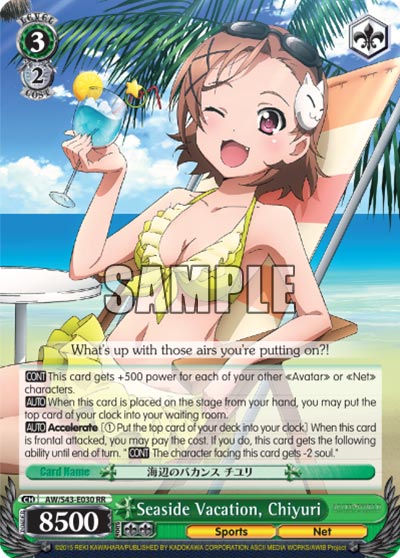 LEVEL
3
2
COST
SAMPLE
What's up with those airs you're putting on?!
CONT This card gets +500 power for each of your other «Avatar» or «Net»
characters.
AUTO When this card is placed on the stage from your hand, you may put the
top card of your clock into your waiting room.
AUTO Accelerate [① Put the top card of your deck into your clock] When this card
is frontal attacked, you may pay the cost. If you do, this card gets the following
ability until end of turn. " CONT The character facing this card gets -2 soul."
Card Name 海辺のバカンス チユリ
AW/S43-E030 RR
Seaside Vacation, Chiyuri
8500
Sports Net
©2015 REKI KAWAHARA/PUBLISHED BY KADOKAWA CORPORATION ASCII MEDIA WORKS/AWIB Project